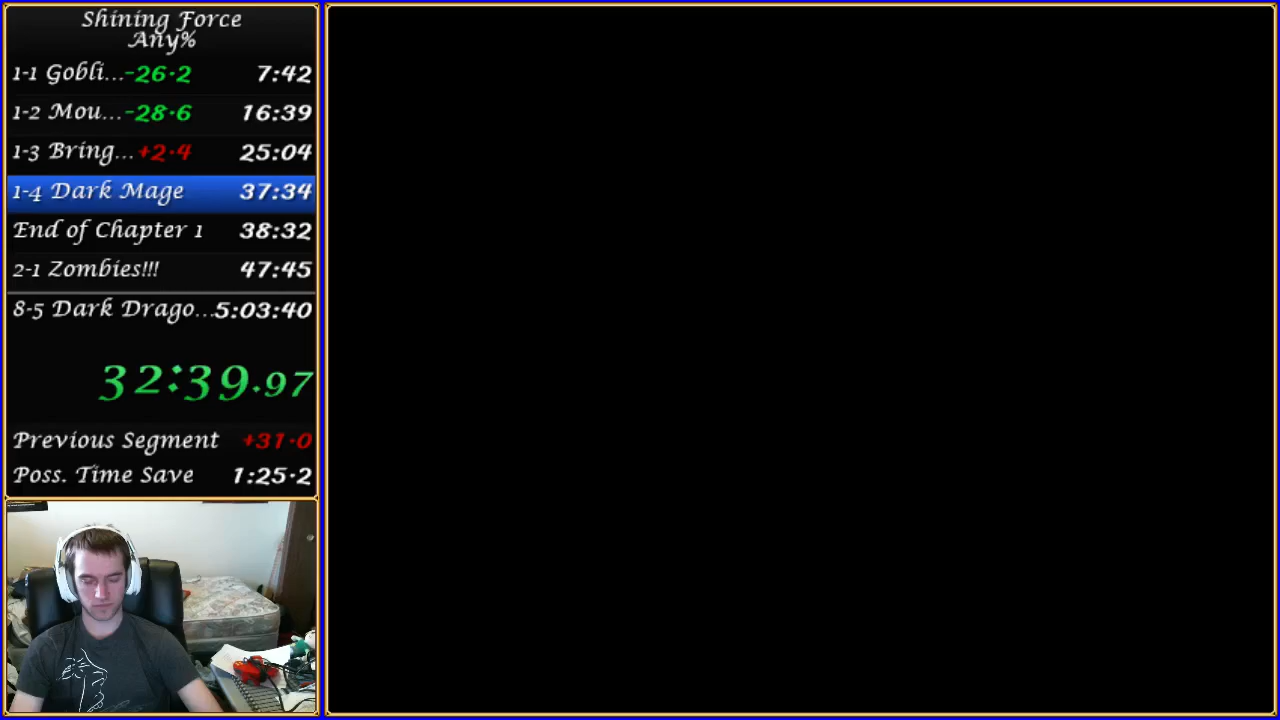 Shining Force
Any%
1-1 Gobli... -26.2 7:42
1-2 Mou... -28.6 16:39
1-3 Bring... +2.4 25:04
1-4 Dark Mage 37:34
End of Chapter 1 38:32
2-1 Zombies!!! 47:45
8-5 Dark Drago... 5:03:40
32:39.97
Previous Segment +31.0
Poss. Time Save 1:25.2